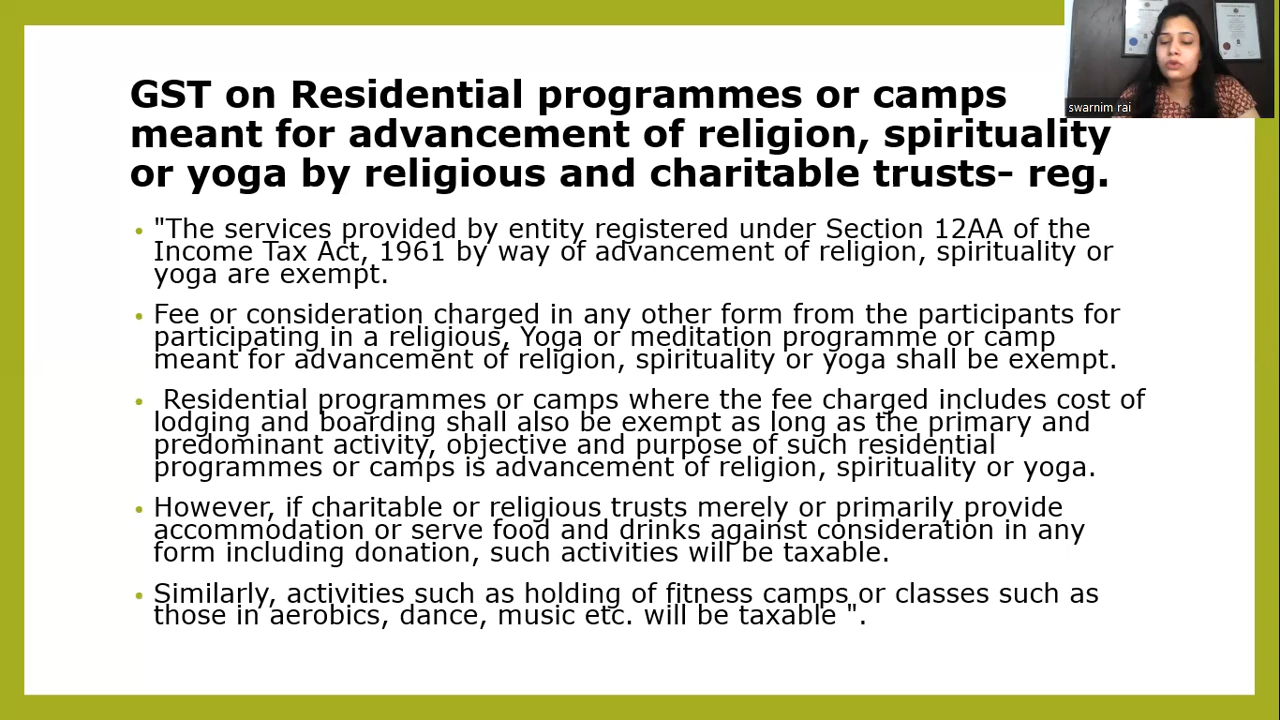 GST on Residential programmes or camps
meant for advancement of religion, spirituality
or yoga by religious and charitable trusts- reg.
swarnim rai
• "The services provided by entity registered under Section 12AA of the
Income Tax Act, 1961 by way of advancement of religion, spirituality or
yoga are exempt.
• Fee or consideration charged in any other form from the participants for
participating in a religious, Yoga or meditation programme or camp
meant for advancement of religion, spirituality or yoga shall be exempt.
• Residential programmes or camps where the fee charged includes cost of
lodging and boarding shall also be exempt as long as the primary and
predominant activity, objective and purpose of such residential
programmes or camps is advancement of religion, spirituality or yoga.
• However, if charitable or religious trusts merely or primarily provide
accommodation or serve food and drinks against consideration in any
form including donation, such activities will be taxable.
• Similarly, activities such as holding of fitness camps or classes such as
those in aerobics, dance, music etc. will be taxable ".